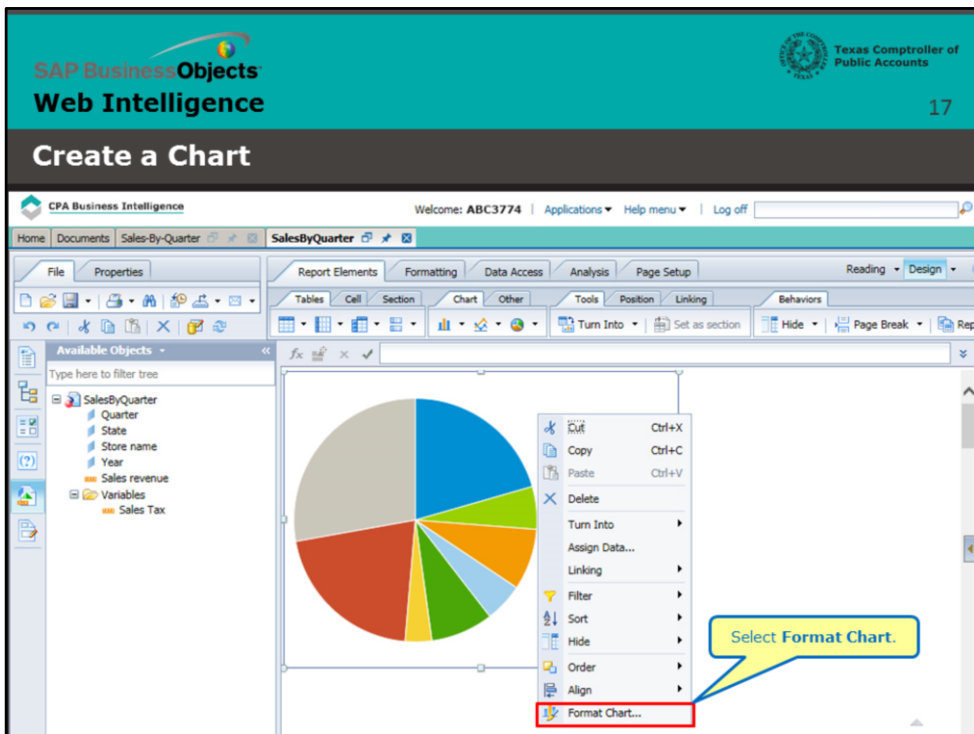 SAP BusinessObjects
Web Intelligence
Texas Comptroller of
Public Accounts
17
Create a Chart
CPA Business Intelligence
Welcome: ABC3774 | Applications Help menu | Log off
Home Documents Sales-By-Quarter SalesByQuarter
File Properties
Report Elements Formatting Data Access Analysis Page Setup
Reading Design
Tables Cell Section Chart Other Tools Position Linking Behaviors
Turn Into Set as section Hide Page Break Rep
Available Objects
Type here to filter tree
SalesByQuarter
Quarter
State
Store name
Year
Sales revenue
Variables
Sales Tax
Cut Ctrl+X
Copy Ctrl+C
Paste Ctrl+V
Delete
Turn Into
Assign Data...
Linking
Filter
Sort
Hide
Order
Align
Format Chart...
Select Format Chart.